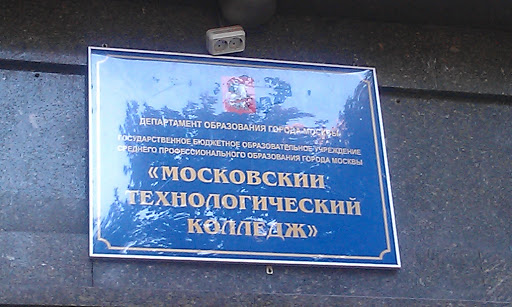 ДЕПАРТАМЕНТ ОБРАЗОВАНИЯ ГОРОДА МОСКВЫ
ГОСУДАРСТВЕННОЕ БЮДЖЕТНОЕ ОБРАЗОВАТЕЛЬНОЕ УЧРЕЖДЕНИЕ
СРЕДНЕГО ПРОФЕССИОНАЛЬНОГО ОБРАЗОВАНИЯ ГОРОДА МОСКВЫ
«МОСКОВСКИЙ
ТЕХНОЛОГИЧЕСКИЙ
КОЛЛЕДЖ»